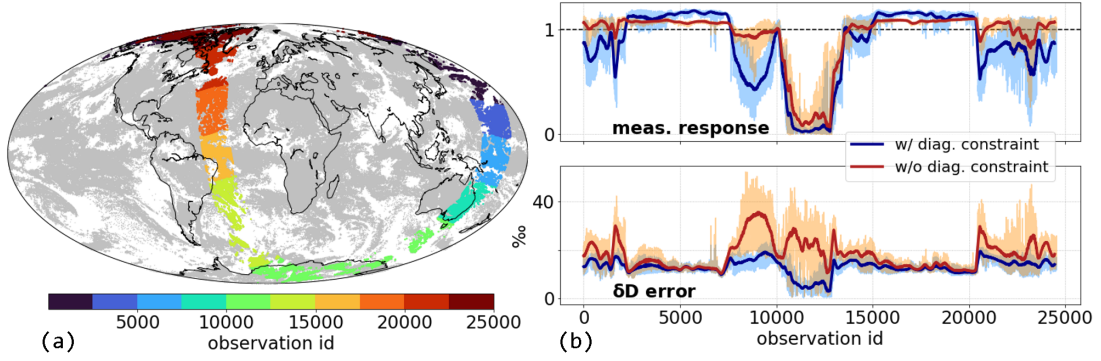 1
0
meas. response
w/ diag. constraint
w/o diag. constraint
‰
40
0
δD error
5000 10000 15000 20000 25000
(a) observation id
0 5000 10000 15000 20000 25000
(b) observation id